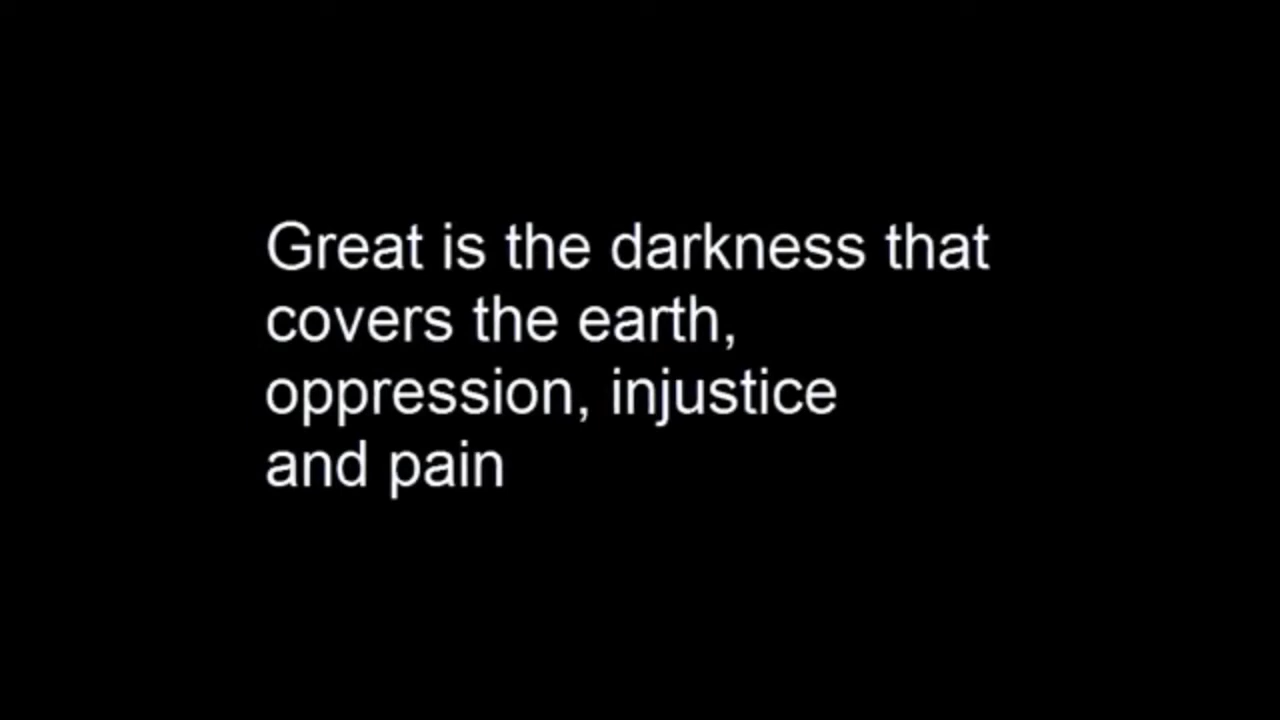 Great is the darkness that
covers the earth,
oppression, injustice
and pain